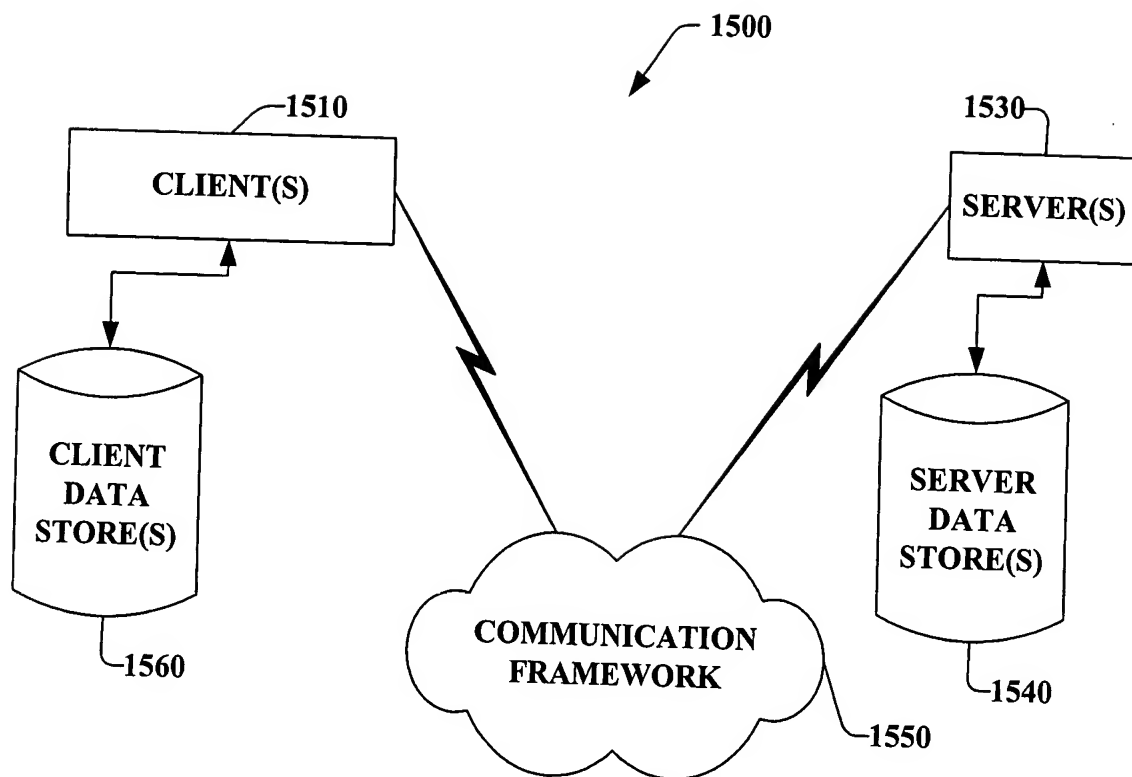 1500
1510
1530
CLIENT(S)
SERVER(S)
CLIENT
DATA
STORE(S)
SERVER
DATA
STORE(S)
COMMUNICATION
FRAMEWORK
1560
1540
1550